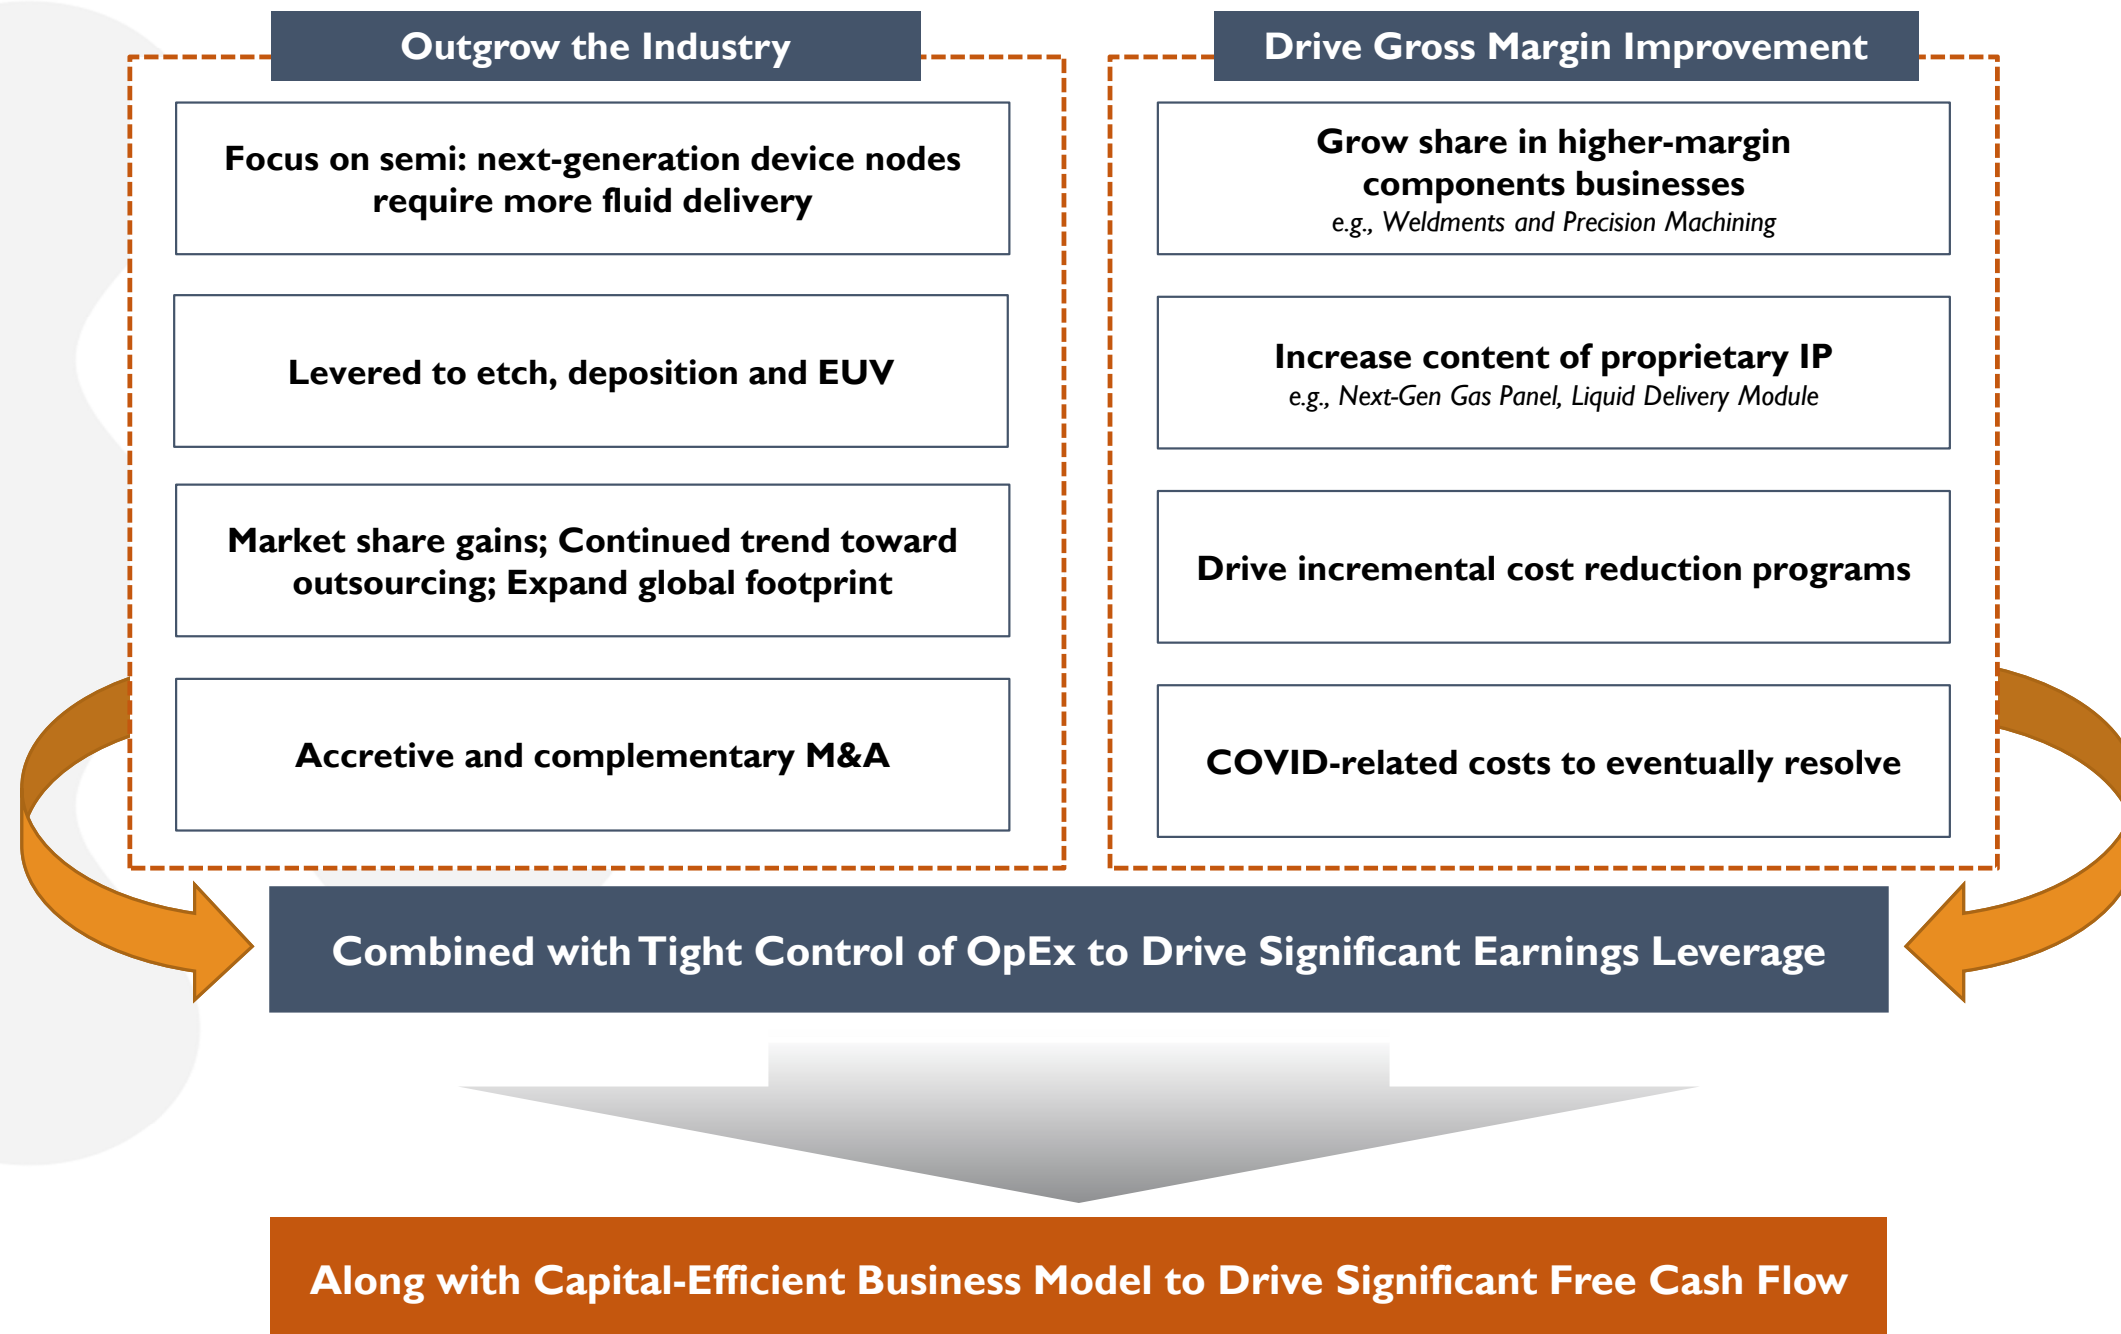 Outgrow the Industry
Focus on semi: next-generation device nodes
require more fluid delivery
Levered to etch, deposition and EUV
Market share gains; Continued trend toward
outsourcing; Expand global footprint
Accretive and complementary M&A
Drive Gross Margin Improvement
Grow share in higher-margin
components businesses
e.g., Weldments and Precision Machining
Increase content of proprietary IP
e.g., Next-Gen Gas Panel, Liquid Delivery Module
Drive incremental cost reduction programs
COVID-related costs to eventually resolve
Combined with Tight Control of OpEx to Drive Significant Earnings Leverage
Along with Capital-Efficient Business Model to Drive Significant Free Cash Flow